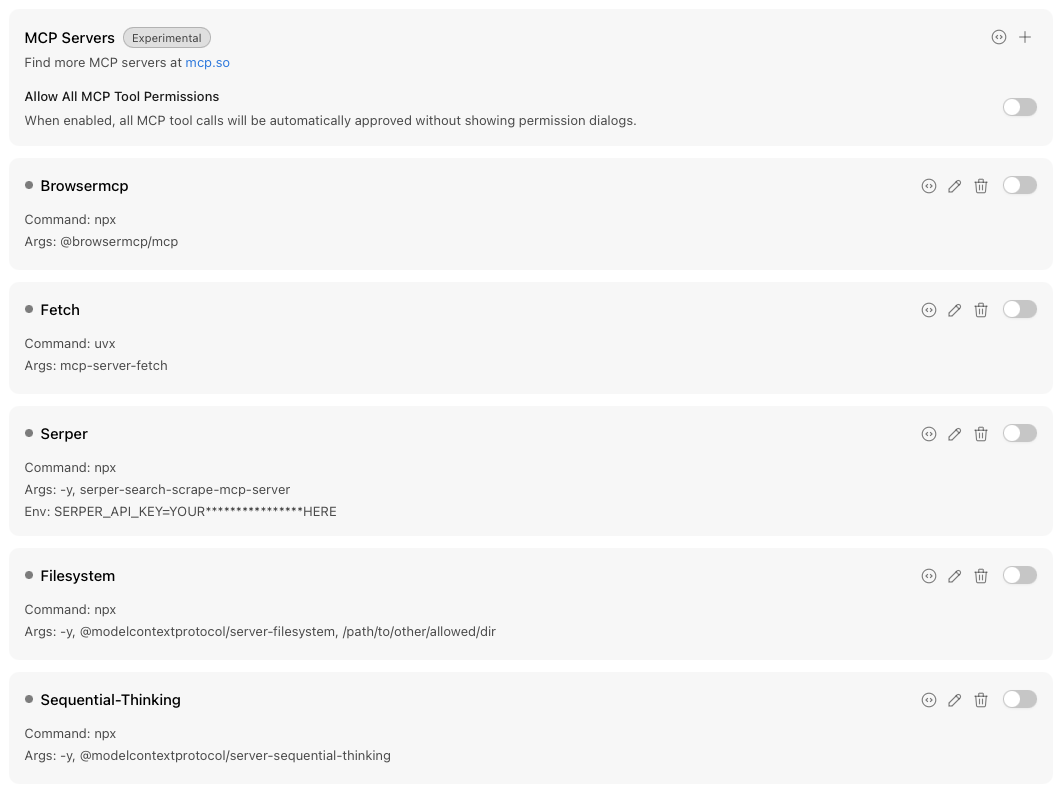 MCP Servers Experimental
Find more MCP servers at mcp.so
Allow All MCP Tool Permissions
When enabled, all MCP tool calls will be automatically approved without showing permission dialogs.
Browsermcp
Command: npx
Args: @browsermcp/mcp
Fetch
Command: uvx
Args: mcp-server-fetch
Serper
Command: npx
Args: -y, serper-search-scrape-mcp-server
Env: SERPER_API_KEY=YOUR****************HERE
Filesystem
Command: npx
Args: -y, @modelcontextprotocol/server-filesystem, /path/to/other/allowed/dir
Sequential-Thinking
Command: npx
Args: -y, @modelcontextprotocol/server-sequential-thinking